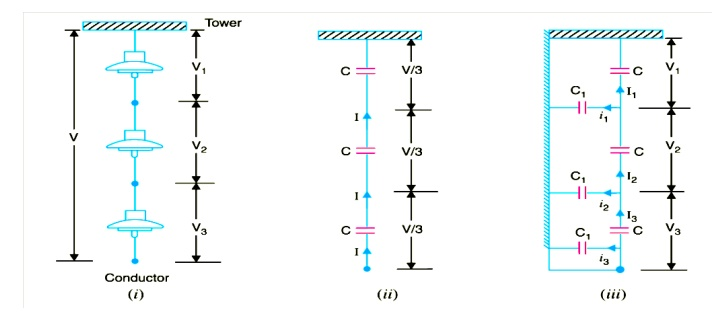 Tower
V
V1
V2
V3
Conductor
(i)
C
V/3
I
C
V/3
I
C
V/3
I
(ii)
C
V1
C1
I1
i1
C
V2
C1
I2
i2
I3
C1
C
V3
i3
(iii)